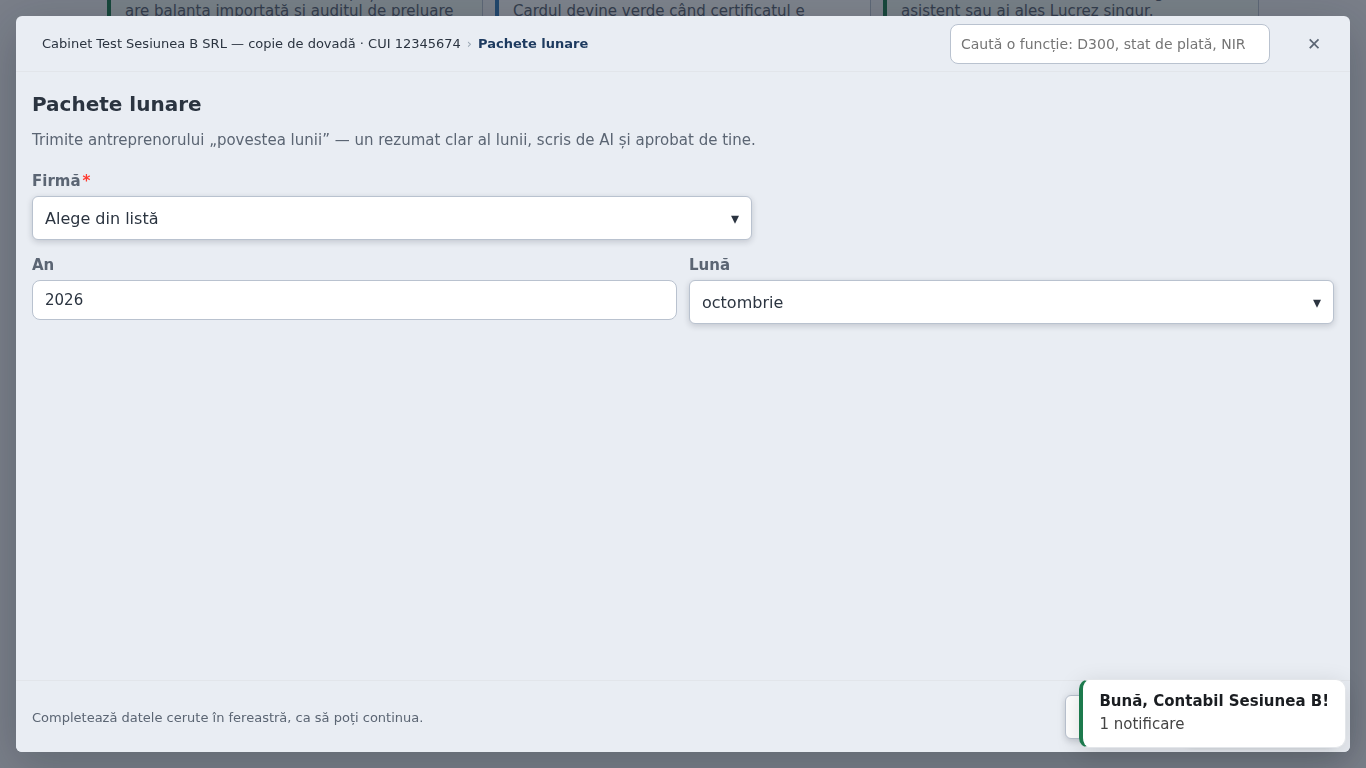 are balanța importată și auditul de preluare
Cardul devine verde când certificatul e
asistent sau ai ales Lucrez singur.
Cabinet Test Sesiunea B SRL — copie de dovadă · CUI 12345674 › Pachete lunare
Caută o funcție: D300, stat de plată, NIR
✕
Pachete lunare
Trimite antreprenorului „povestea lunii” — un rezumat clar al lunii, scris de AI și aprobat de tine.
Firmă*
Alege din listă
An
Lună
2026
octombrie
Completează datele cerute în fereastră, ca să poți continua.
Bună, Contabil Sesiunea B!
1 notificare